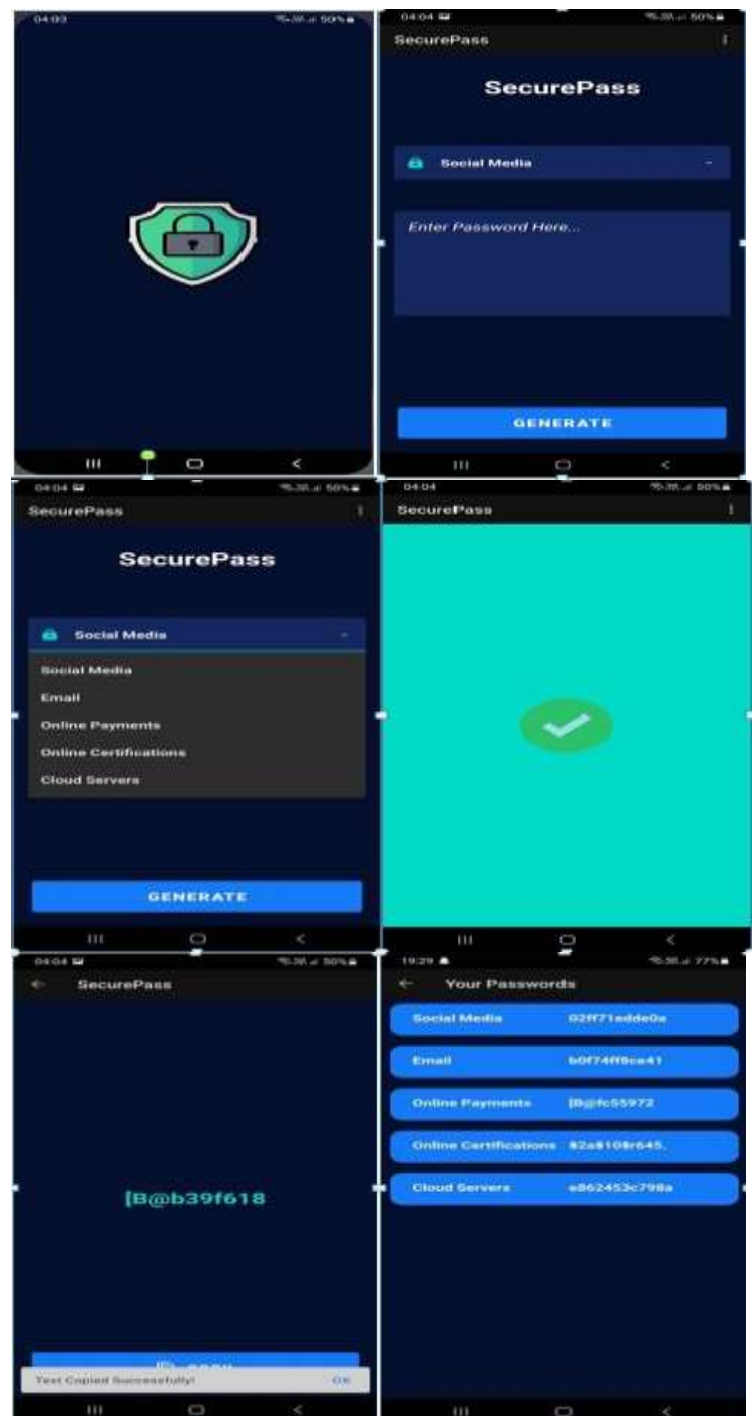 04:03
50%
04:04
50%
SecurePass
SecurePass
Social Media
Enter Password Here...
GENERATE
04:04
50%
SecurePass
SecurePass
Social Media
Social Media
Email
Online Payments
Online Certifications
Cloud Servers
GENERATE
04:04
50%
SecurePass
04:04
50%
SecurePass
[B@b39f618
Text Copied Successfully!
OK
19:29
77%
Your Passwords
Social Media 02ff71edde0a
Email b0f74ff8ca41
Online Payments [B@fc55972
Online Certifications
Cloud Servers e862453c798a